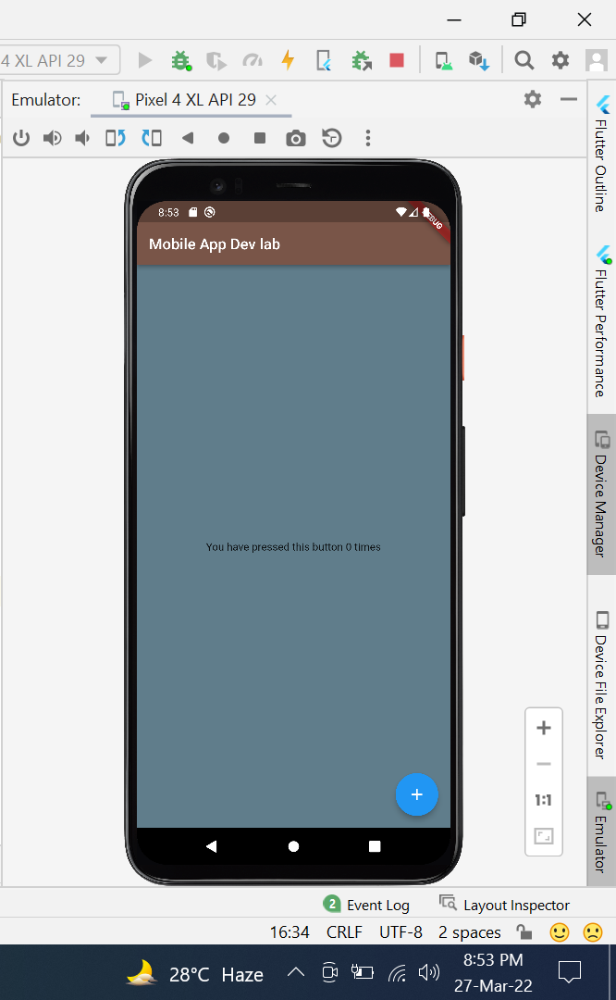 4 XL API 29
Emulator: Pixel 4 XL API 29
8:53
DEBUG
Mobile App Dev lab
You have pressed this button 0 times
+
+
−
1:1
Flutter Outline
Flutter Performance
Device Manager
Device File Explorer
Emulator
2 Event Log Layout Inspector
16:34 CRLF UTF-8 2 spaces
28°C Haze
8:53 PM
27-Mar-22